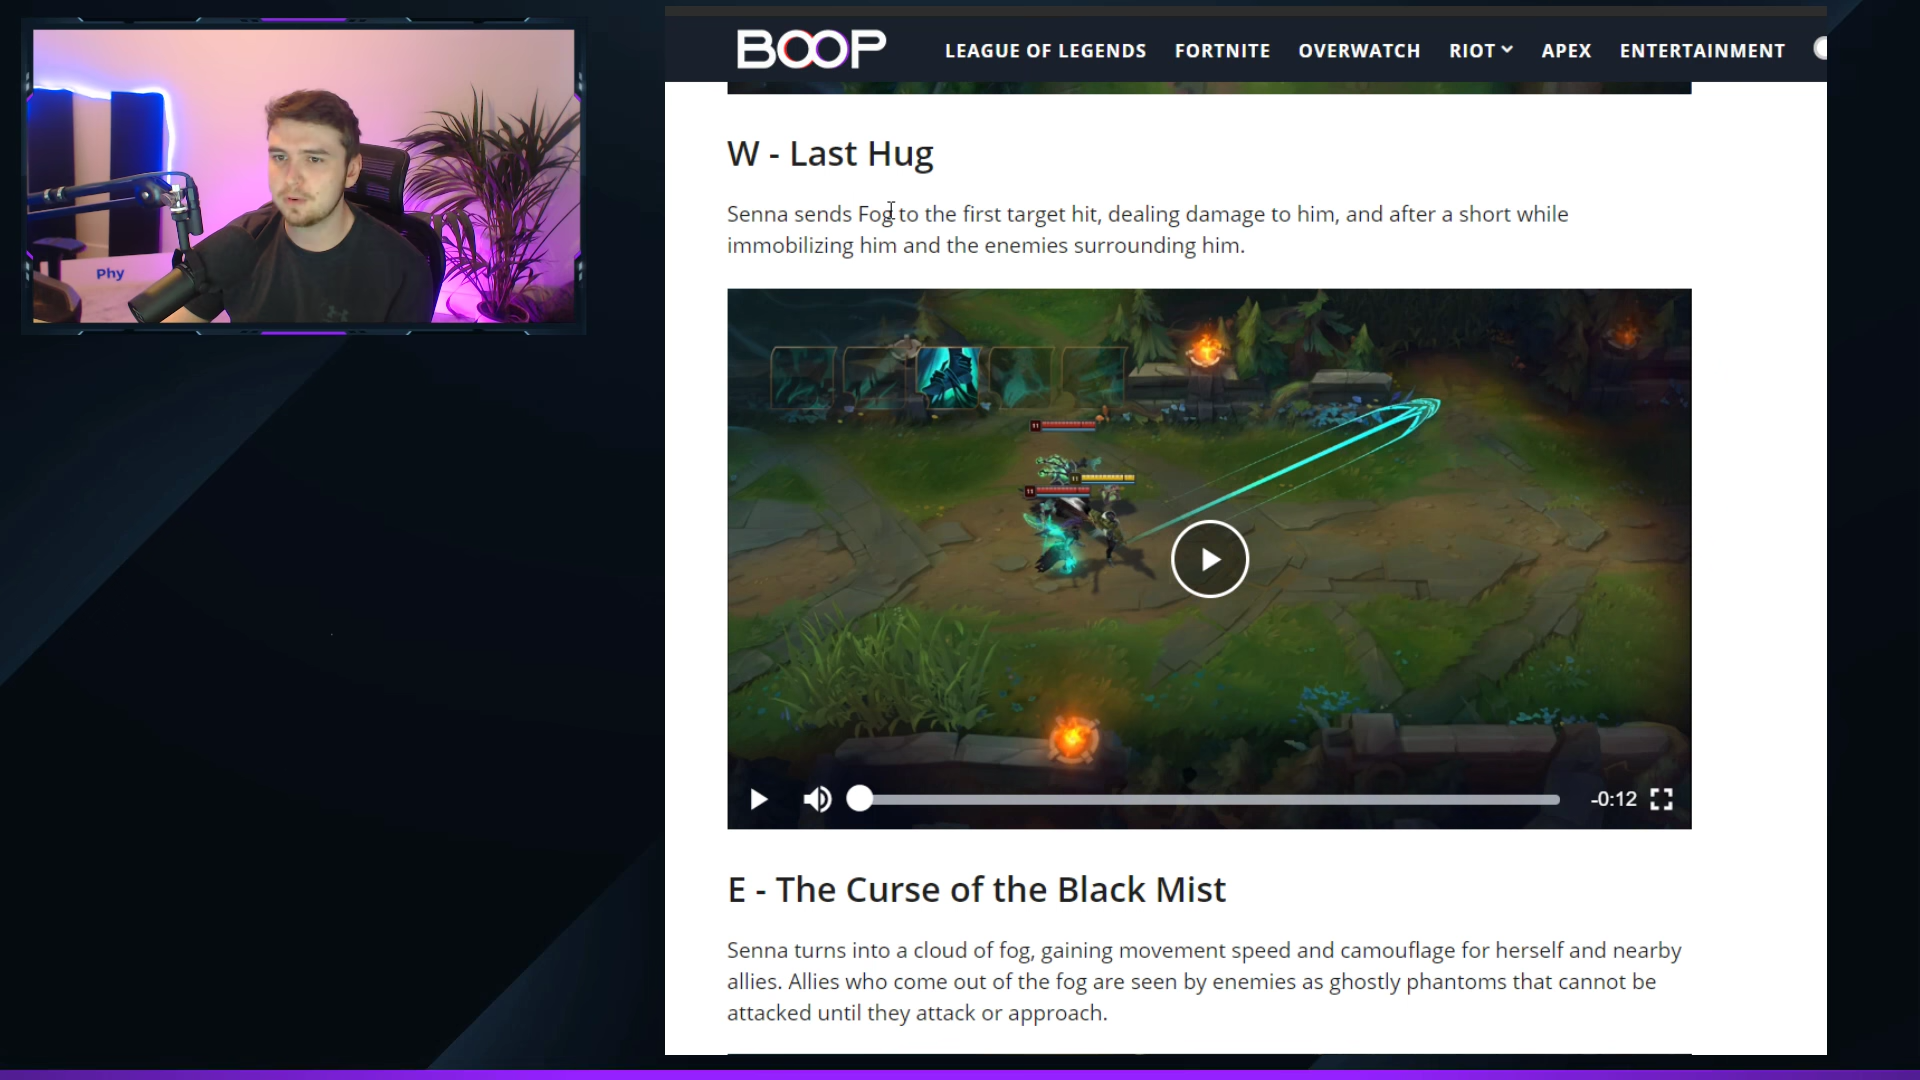 BOOP
LEAGUE OF LEGENDS FORTNITE OVERWATCH RIOT APEX ENTERTAINMENT
Phy
W - Last Hug
Senna sends Fog to the first target hit, dealing damage to him, and after a short while
immobilizing him and the enemies surrounding him.
11
11
11
-0:12
E - The Curse of the Black Mist
Senna turns into a cloud of fog, gaining movement speed and camouflage for herself and nearby
allies. Allies who come out of the fog are seen by enemies as ghostly phantoms that cannot be
attacked until they attack or approach.